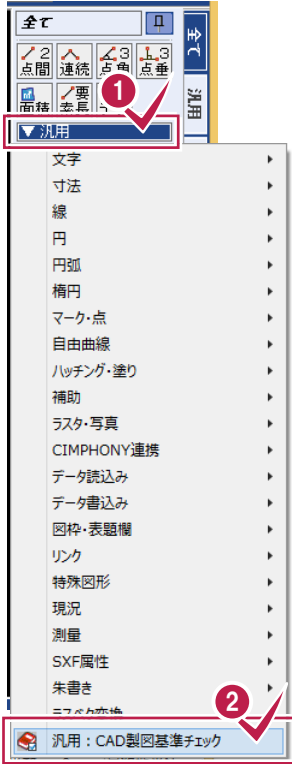 全て
全て
2 3 3
点間 連続 点角 点垂
要
面積 素長
汎用
1
▼ 汎用
文字
寸法
線
円
円弧
楕円
マーク・点
自由曲線
ハッチング・塗り
補助
ラスタ・写真
CIMPHONY連携
データ読込み
データ書込み
図枠・表題欄
リンク
特殊図形
現況
測量
SXF属性
朱書き
2
汎用：CAD製図基準チェック